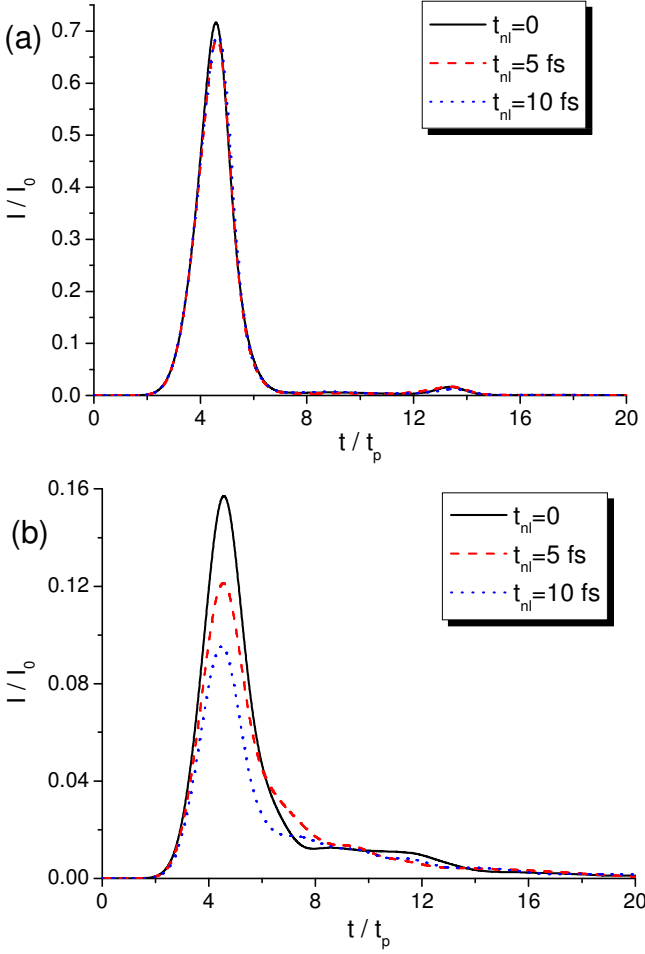 (a)
t_nl=0
t_nl=5 fs
t_nl=10 fs
0.7
0.6
0.5
0.4
0.3
0.2
0.1
0.0
I / I_0
0 4 8 12 16 20
t / t_p
(b)
t_nl=0
t_nl=5 fs
t_nl=10 fs
0.16
0.12
0.08
0.04
0.00
I / I_0
0 4 8 12 16 20
t / t_p